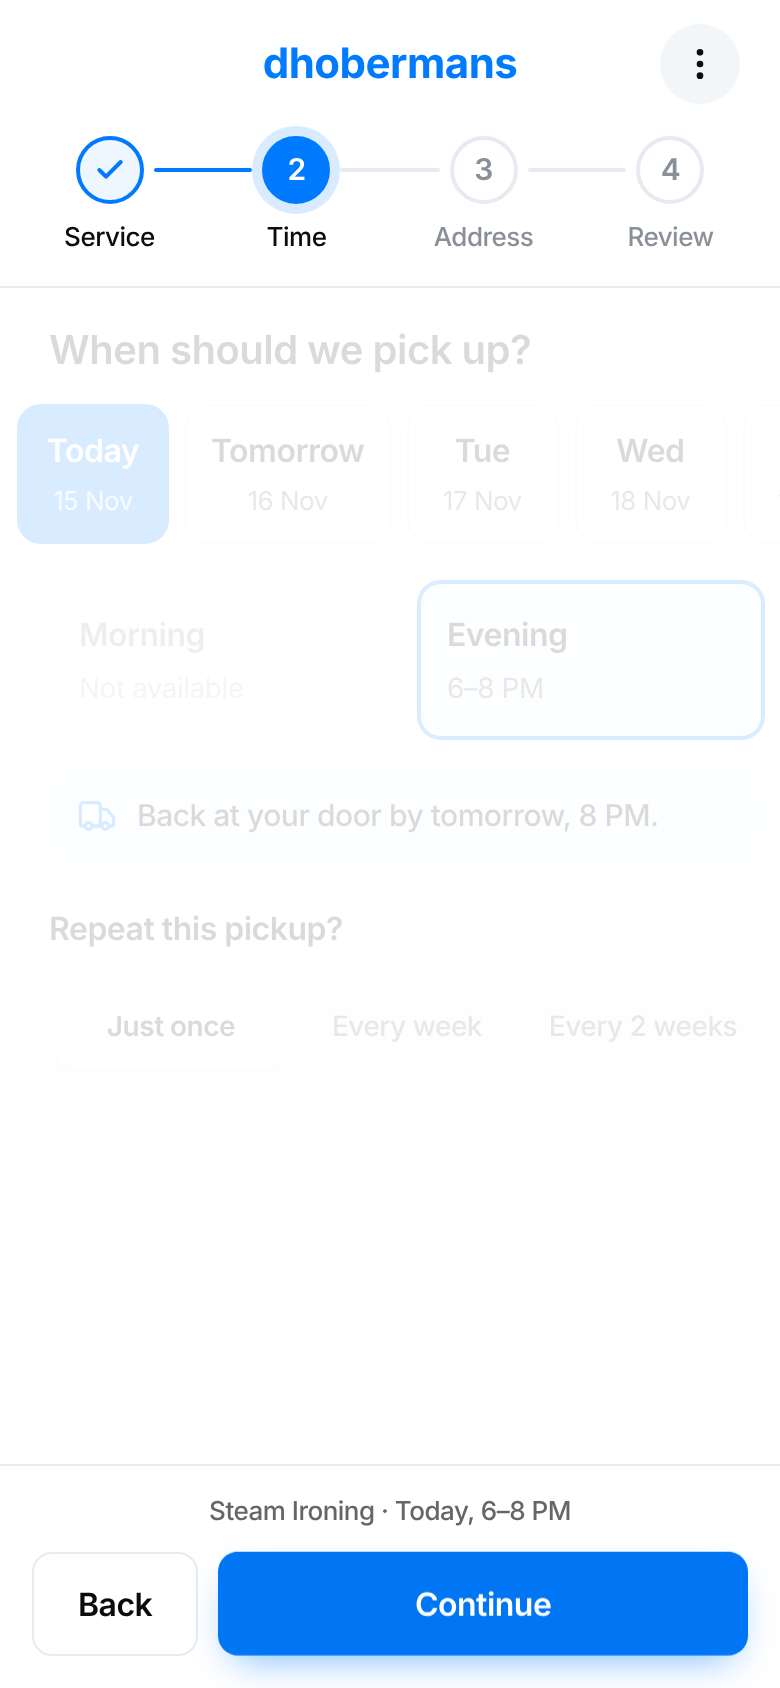 dhobermans
2 3 4
Service Time Address Review
When should we pick up?
Today Tomorrow Tue Wed
15 Nov 16 Nov 17 Nov 18 Nov
Morning Evening
Not available 6–8 PM
Back at your door by tomorrow, 8 PM.
Repeat this pickup?
Just once Every week Every 2 weeks
Steam Ironing · Today, 6–8 PM
Back Continue